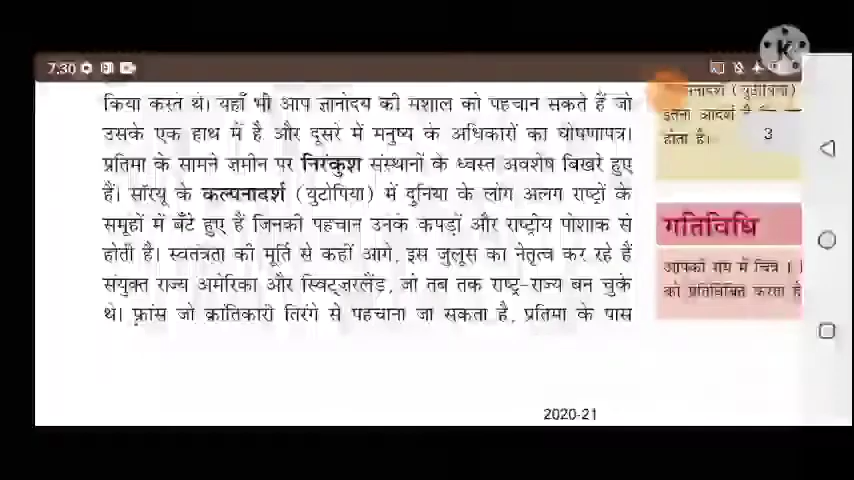 7.30
किया करते थे। यहाँ भी आप ज्ञानोदय की मशाल को पहचान सकते हैं जो
उसके एक हाथ में है और दूसरे में मनुष्य के अधिकारों का घोषणापत्र।
प्रतिमा के सामने ज़मीन पर निरंकुश संस्थानों के ध्वस्त अवशेष बिखरे हुए
हैं। सॉरयू के कल्पनादर्श (युटोपिया) में दुनिया के लोग अलग राष्ट्रों के
समूहों में बँटे हुए हैं जिनकी पहचान उनके कपड़ों और राष्ट्रीय पोशाक से
होती है। स्वतंत्रता की मूर्ति से कहीं आगे, इस जुलूस का नेतृत्व कर रहे हैं
संयुक्त राज्य अमेरिका और स्विट्ज़रलैंड, जो तब तक राष्ट्र-राज्य बन चुके
थे। फ़्रांस जो क्रांतिकारी तिरंगे से पहचाना जा सकता है, प्रतिमा के पास
2020-21
K
(युटोपिया)
इतना आदर्श है
होता है।
3
गतिविधि
आपकी राय में चित्र 1
को प्रतिबिंबित करता है